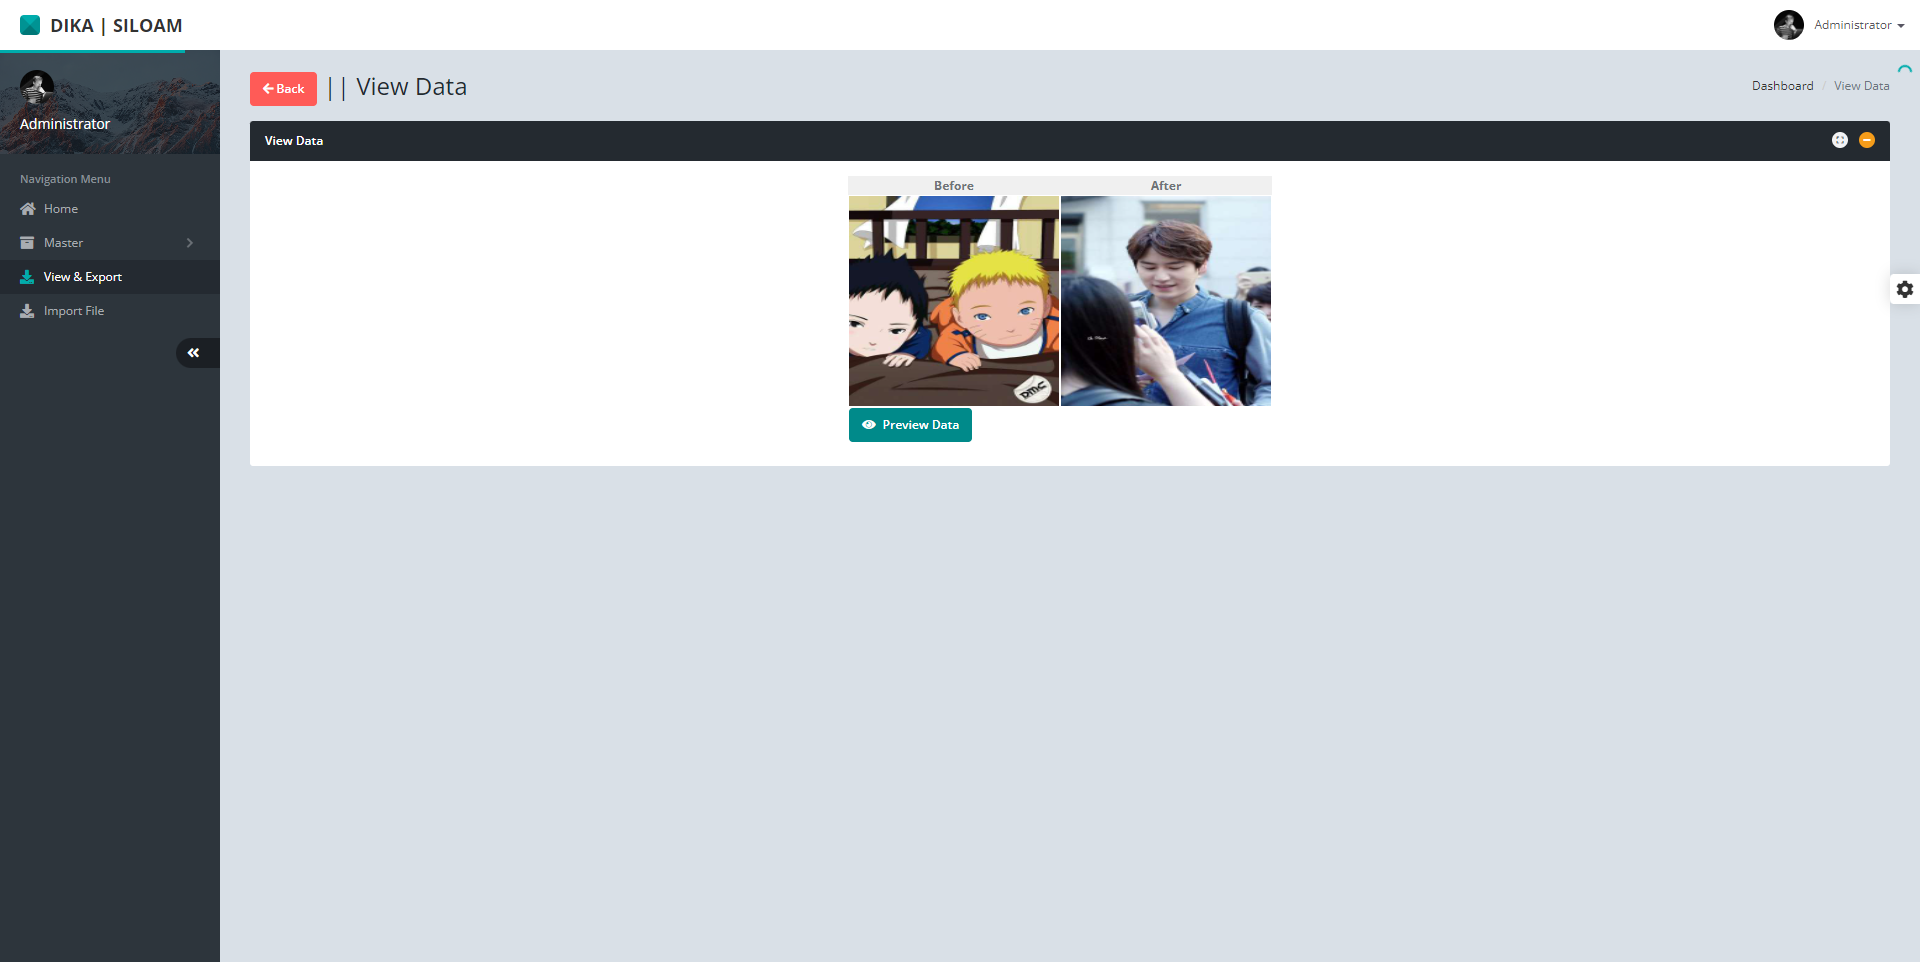 DIKA | SILOAM
Administrator
Administrator
Navigation Menu
Home
Master
View & Export
Import File
Back || View Data
Dashboard / View Data
View Data
Before After
DMC
Preview Data